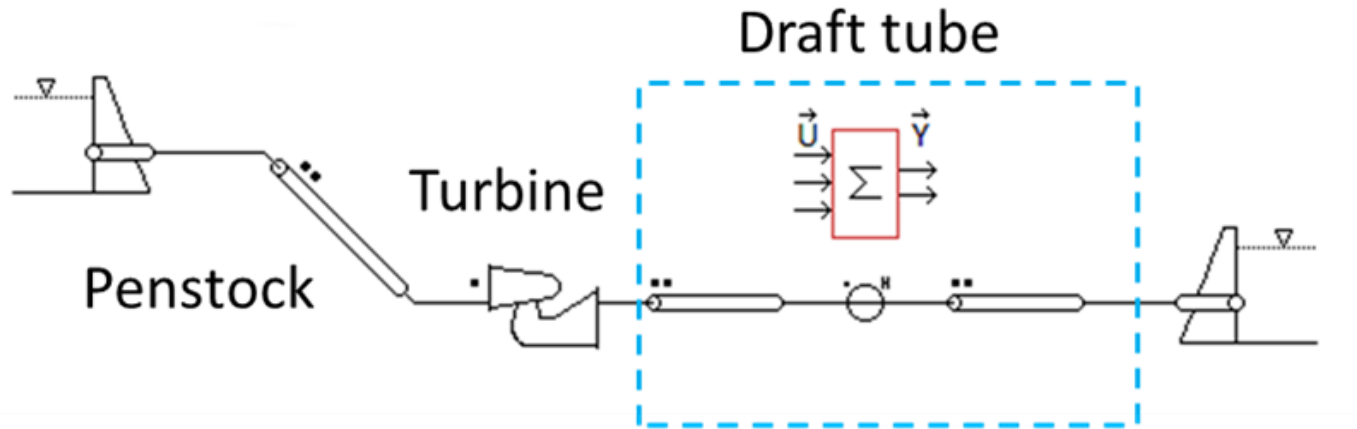 Draft tube
U
Y
Σ
Turbine
Penstock
H